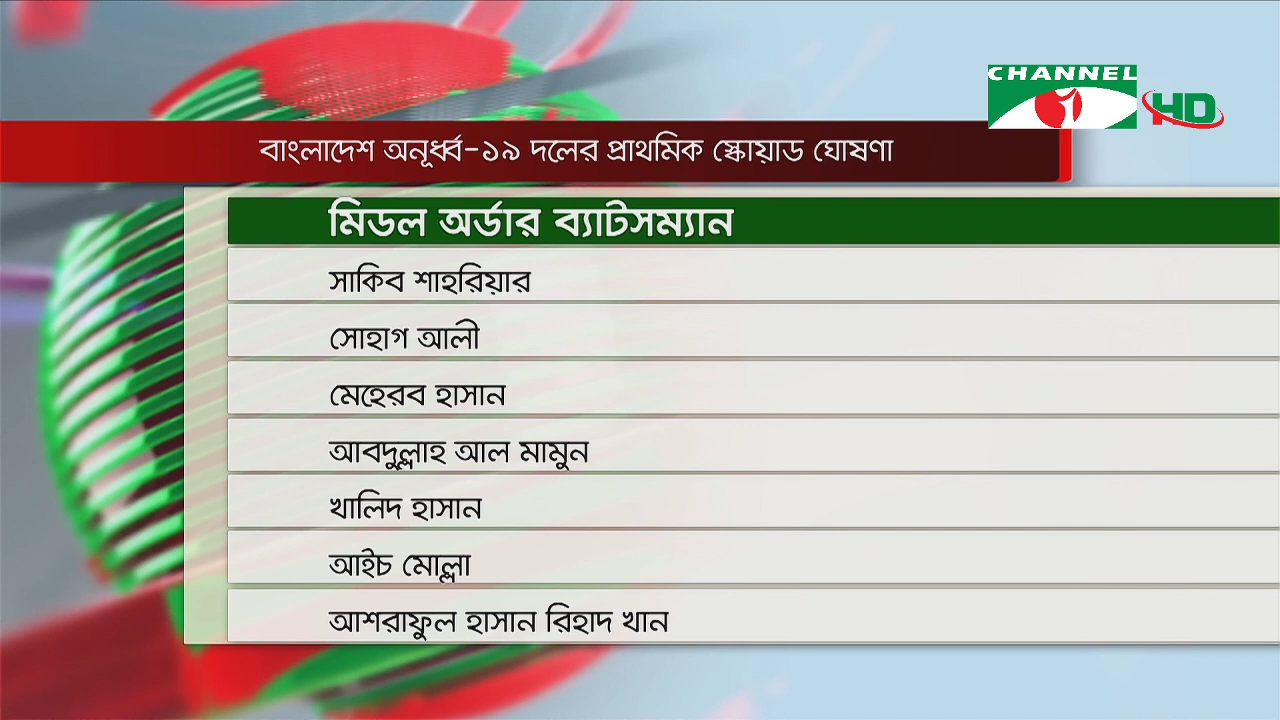 CHANNEL
i HD
বাংলাদেশ অনূর্ধ্ব-১৯ দলের প্রাথমিক স্কোয়াড ঘোষণা
মিডল অর্ডার ব্যাটসম্যান
সাকিব শাহরিয়ার
সোহাগ আলী
মেহেরব হাসান
আবদুল্লাহ আল মামুন
খালিদ হাসান
আইচ মোল্লা
আশরাফুল হাসান রিহাদ খান